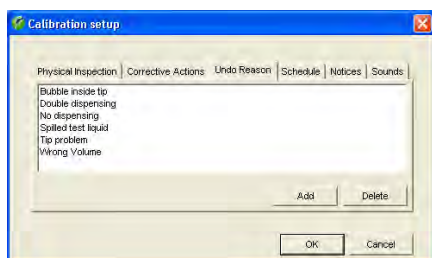 Calibration setup
Physical Inspection Corrective Actions Undo Reason Schedule Notices Sounds
Bubble inside tip
Double dispensing
No dispensing
Spilled test liquid
Tip problem
Wrong Volume
Add Delete
OK Cancel